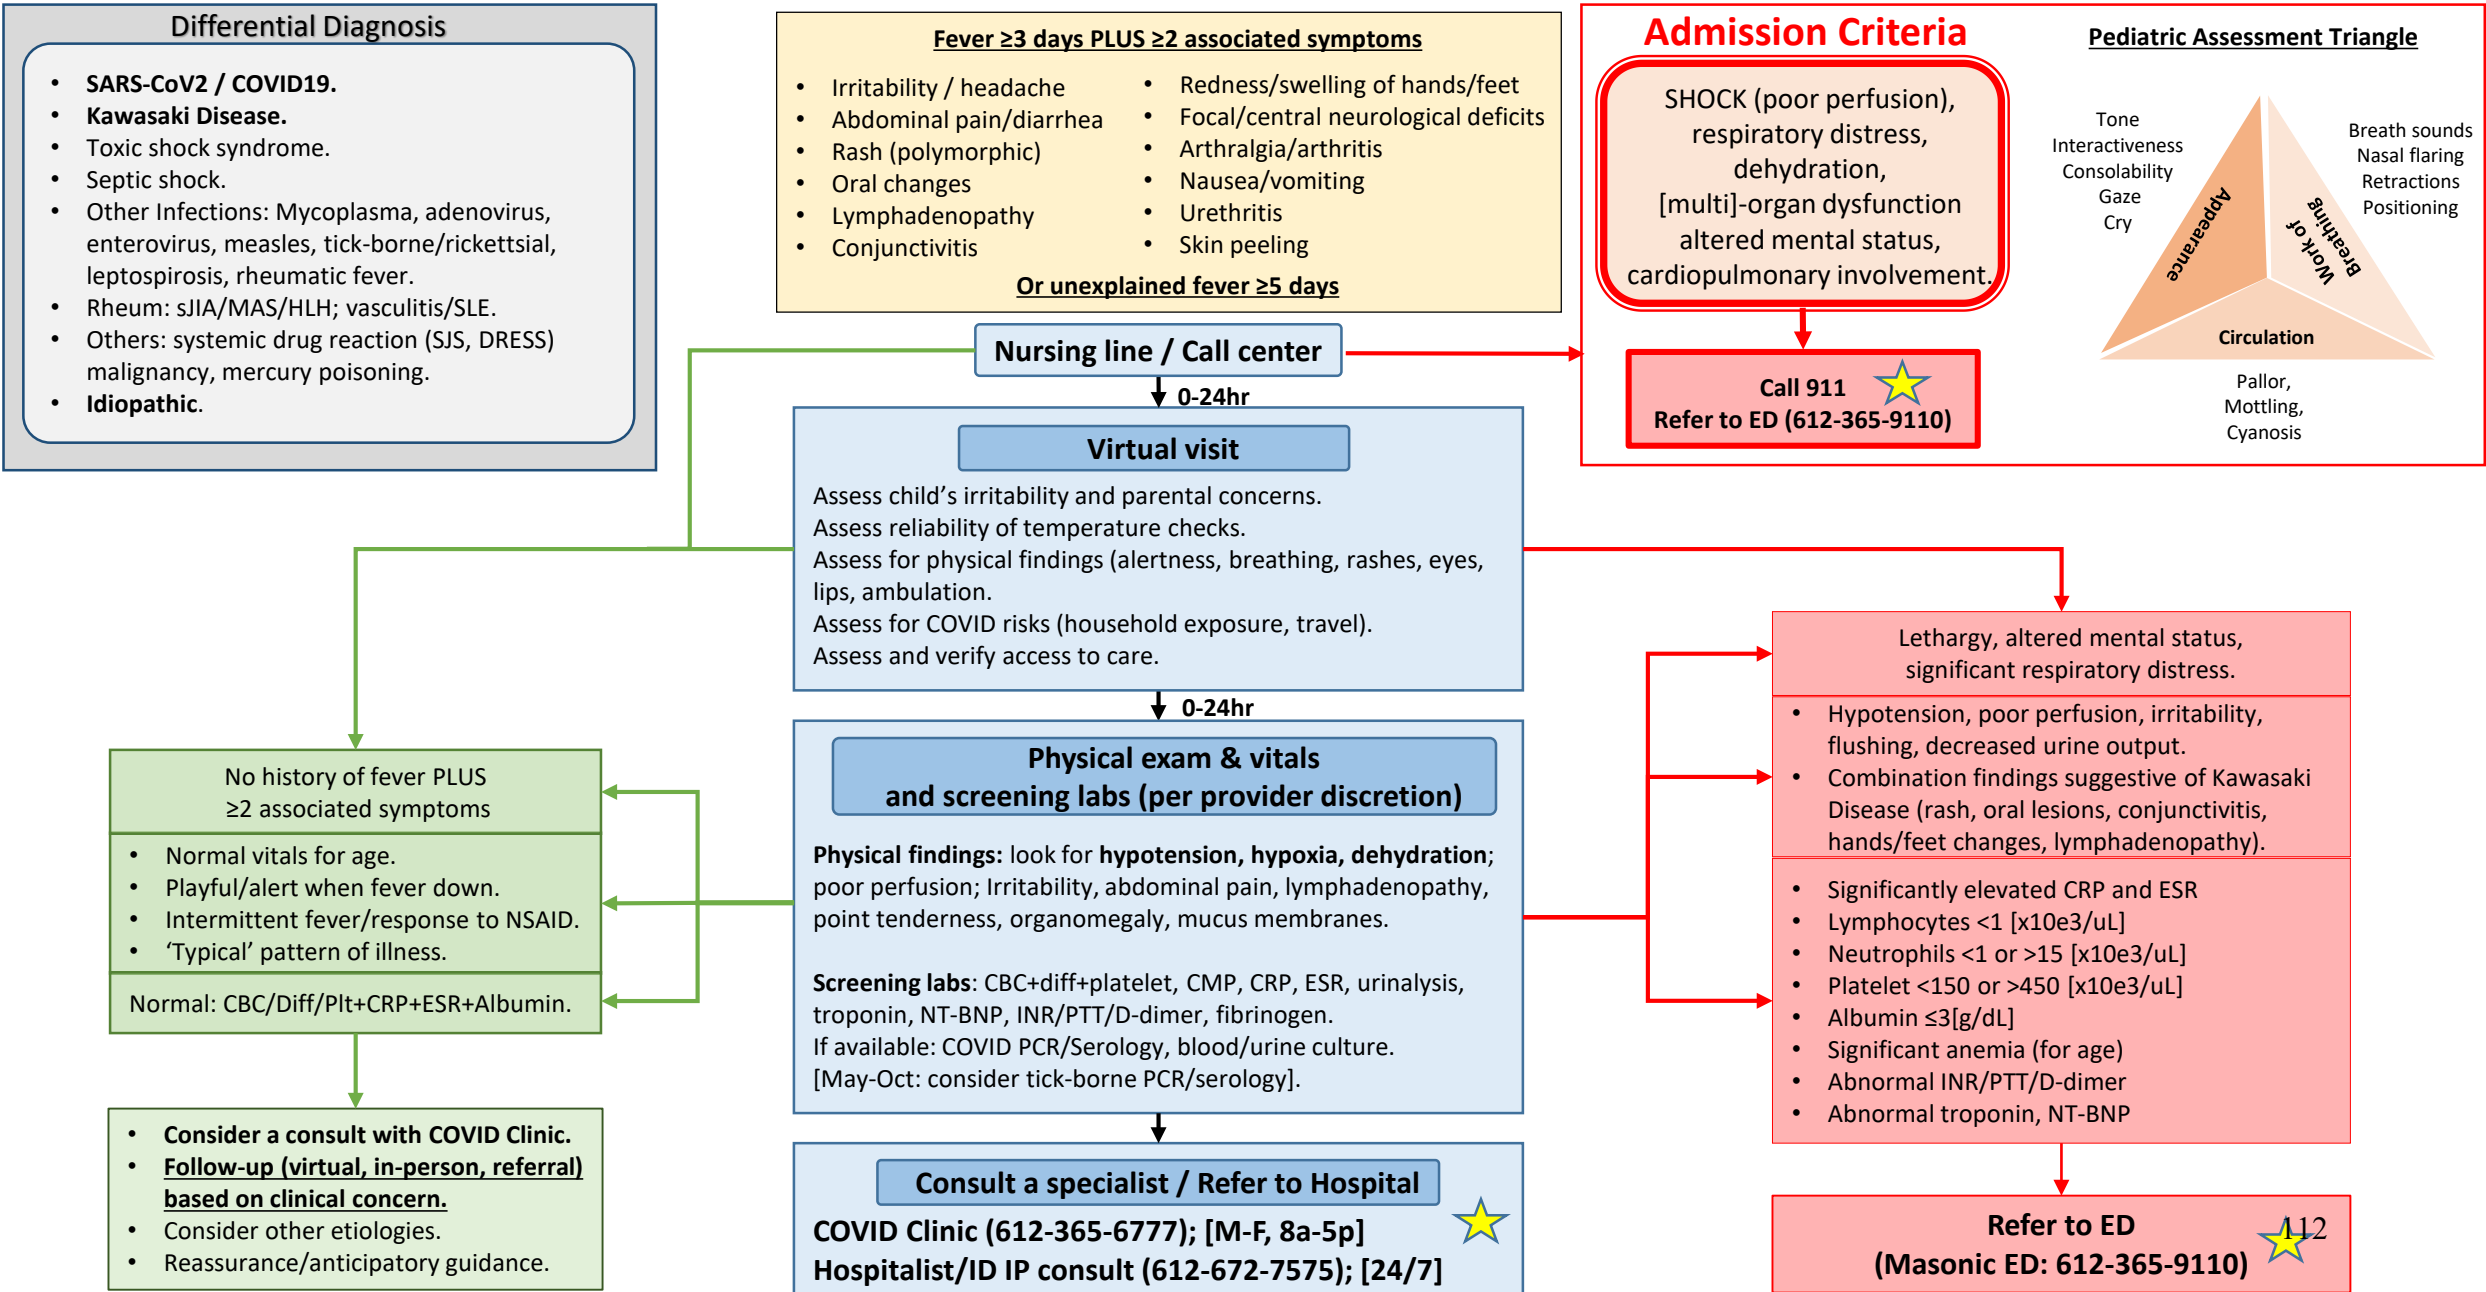 Differential Diagnosis
• SARS-CoV2 / COVID19.
• Kawasaki Disease.
• Toxic shock syndrome.
• Septic shock.
• Other Infections: Mycoplasma, adenovirus,
enterovirus, measles, tick-borne/rickettsial,
leptospirosis, rheumatic fever.
• Rheum: sJIA/MAS/HLH; vasculitis/SLE.
• Others: systemic drug reaction (SJS, DRESS)
malignancy, mercury poisoning.
• Idiopathic.
Fever ≥3 days PLUS ≥2 associated symptoms
• Irritability / headache
• Abdominal pain/diarrhea
• Rash (polymorphic)
• Oral changes
• Lymphadenopathy
• Conjunctivitis
• Redness/swelling of hands/feet
• Focal/central neurological deficits
• Arthralgia/arthritis
• Nausea/vomiting
• Urethritis
• Skin peeling
Or unexplained fever ≥5 days
Admission Criteria
SHOCK (poor perfusion),
respiratory distress,
dehydration,
[multi]-organ dysfunction
altered mental status,
cardiopulmonary involvement.
Call 911
Refer to ED (612-365-9110)
Pediatric Assessment Triangle
Tone
Interactiveness
Consolability
Gaze
Cry
Appearance
Work of
Breathing
Breath sounds
Nasal flaring
Retractions
Positioning
Circulation
Pallor,
Mottling,
Cyanosis
Nursing line / Call center
0-24hr
Virtual visit
Assess child’s irritability and parental concerns.
Assess reliability of temperature checks.
Assess for physical findings (alertness, breathing, rashes, eyes,
lips, ambulation.
Assess for COVID risks (household exposure, travel).
Assess and verify access to care.
0-24hr
Physical exam & vitals
and screening labs (per provider discretion)
Physical findings: look for hypotension, hypoxia, dehydration;
poor perfusion; Irritability, abdominal pain, lymphadenopathy,
point tenderness, organomegaly, mucus membranes.
Screening labs: CBC+diff+platelet, CMP, CRP, ESR, urinalysis,
troponin, NT-BNP, INR/PTT/D-dimer, fibrinogen.
If available: COVID PCR/Serology, blood/urine culture.
[May-Oct: consider tick-borne PCR/serology].
Consult a specialist / Refer to Hospital
COVID Clinic (612-365-6777); [M-F, 8a-5p]
Hospitalist/ID IP consult (612-672-7575); [24/7]
No history of fever PLUS
≥2 associated symptoms
• Normal vitals for age.
• Playful/alert when fever down.
• Intermittent fever/response to NSAID.
• ‘Typical’ pattern of illness.
Normal: CBC/Diff/Plt+CRP+ESR+Albumin.
• Consider a consult with COVID Clinic.
• Follow-up (virtual, in-person, referral)
based on clinical concern.
• Consider other etiologies.
• Reassurance/anticipatory guidance.
Lethargy, altered mental status,
significant respiratory distress.
• Hypotension, poor perfusion, irritability,
flushing, decreased urine output.
• Combination findings suggestive of Kawasaki
Disease (rash, oral lesions, conjunctivitis,
hands/feet changes, lymphadenopathy).
• Significantly elevated CRP and ESR
• Lymphocytes <1 [x10e3/uL]
• Neutrophils <1 or >15 [x10e3/uL]
• Platelet <150 or >450 [x10e3/uL]
• Albumin ≤3[g/dL]
• Significant anemia (for age)
• Abnormal INR/PTT/D-dimer
• Abnormal troponin, NT-BNP
Refer to ED
(Masonic ED: 612-365-9110)
112